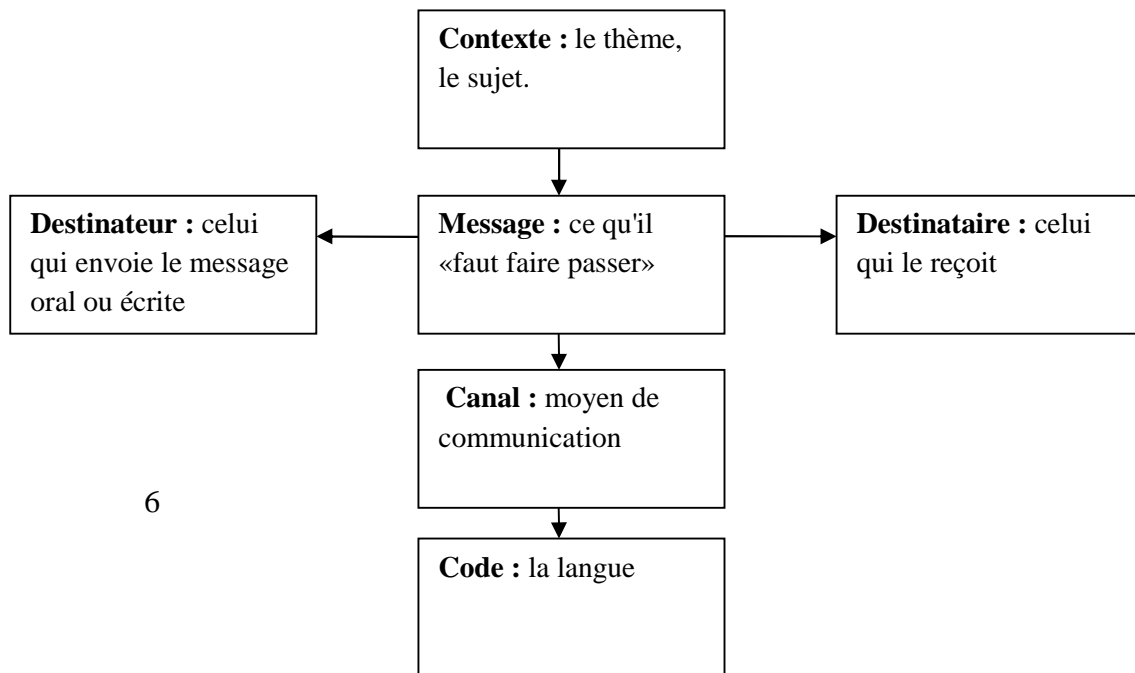 Contexte : le thème,
le sujet.
Destinateur : celui
qui envoie le message
oral ou écrite
Message : ce qu'il
«faut faire passer»
Destinataire : celui
qui le reçoit
Canal : moyen de
communication
6
Code : la langue